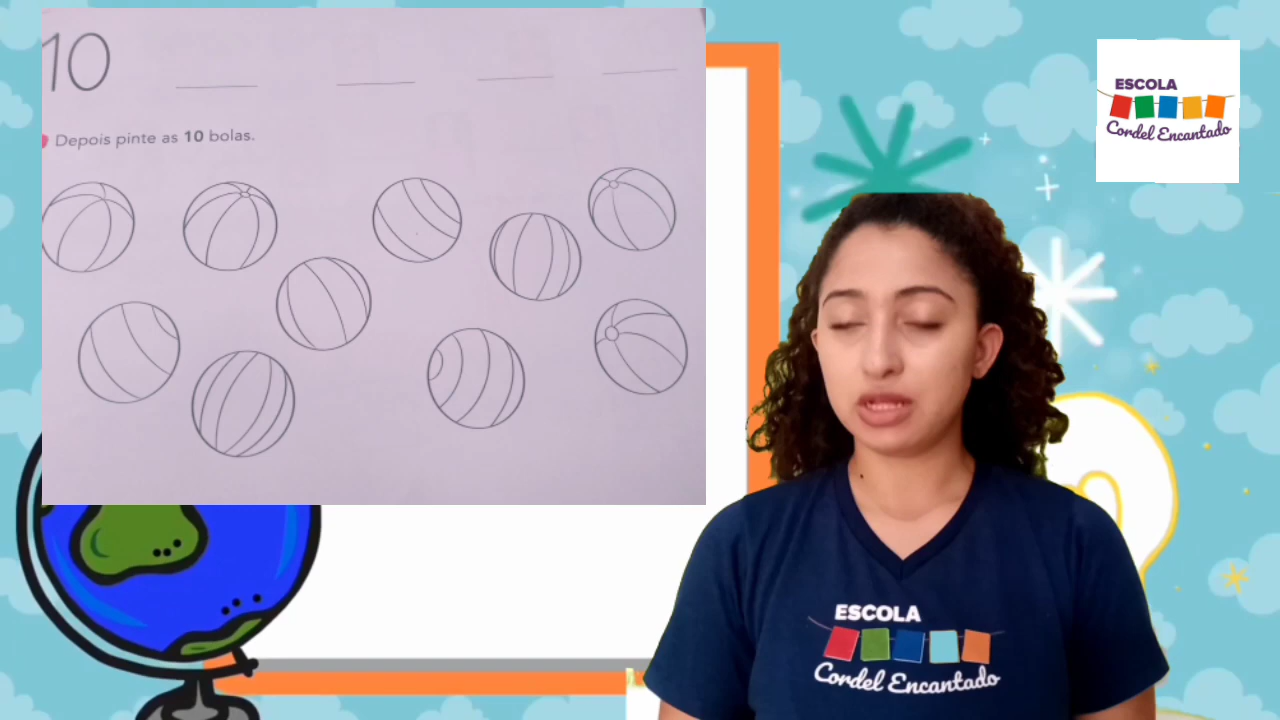 10
Depois pinte as 10 bolas.
ESCOLA
Cordel Encantado
ESCOLA
Cordel Encantado